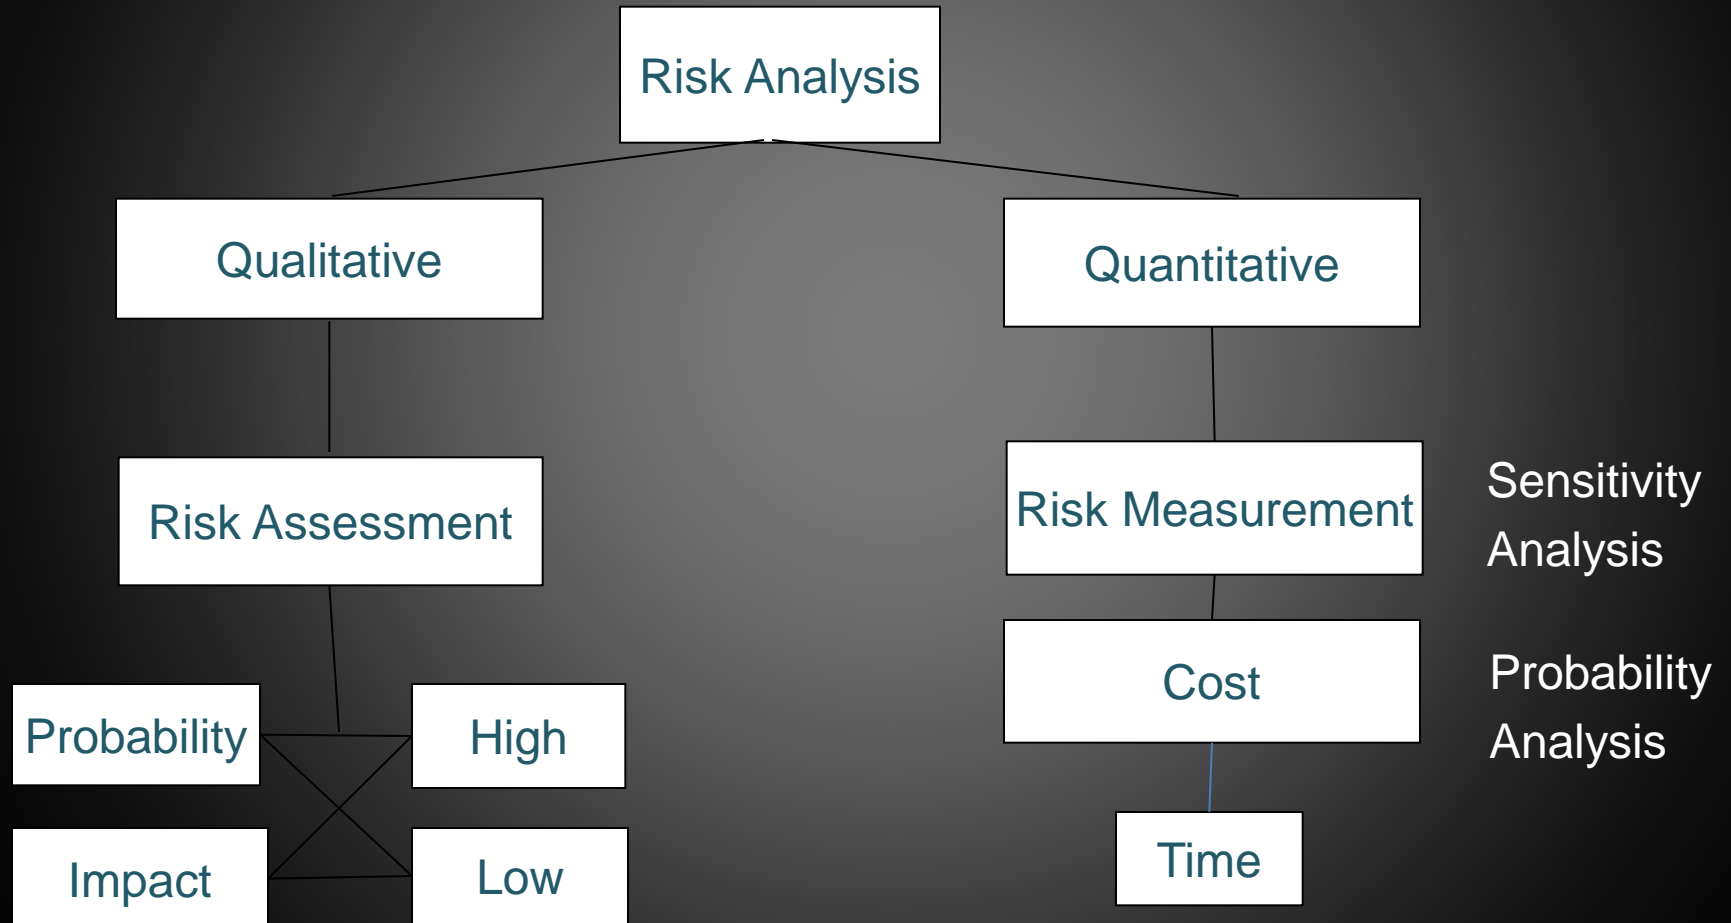 Risk Analysis
Qualitative
Quantitative
Risk Assessment
Risk Measurement
Sensitivity
Analysis
Cost
Probability
Analysis
Probability
High
Impact
Low
Time